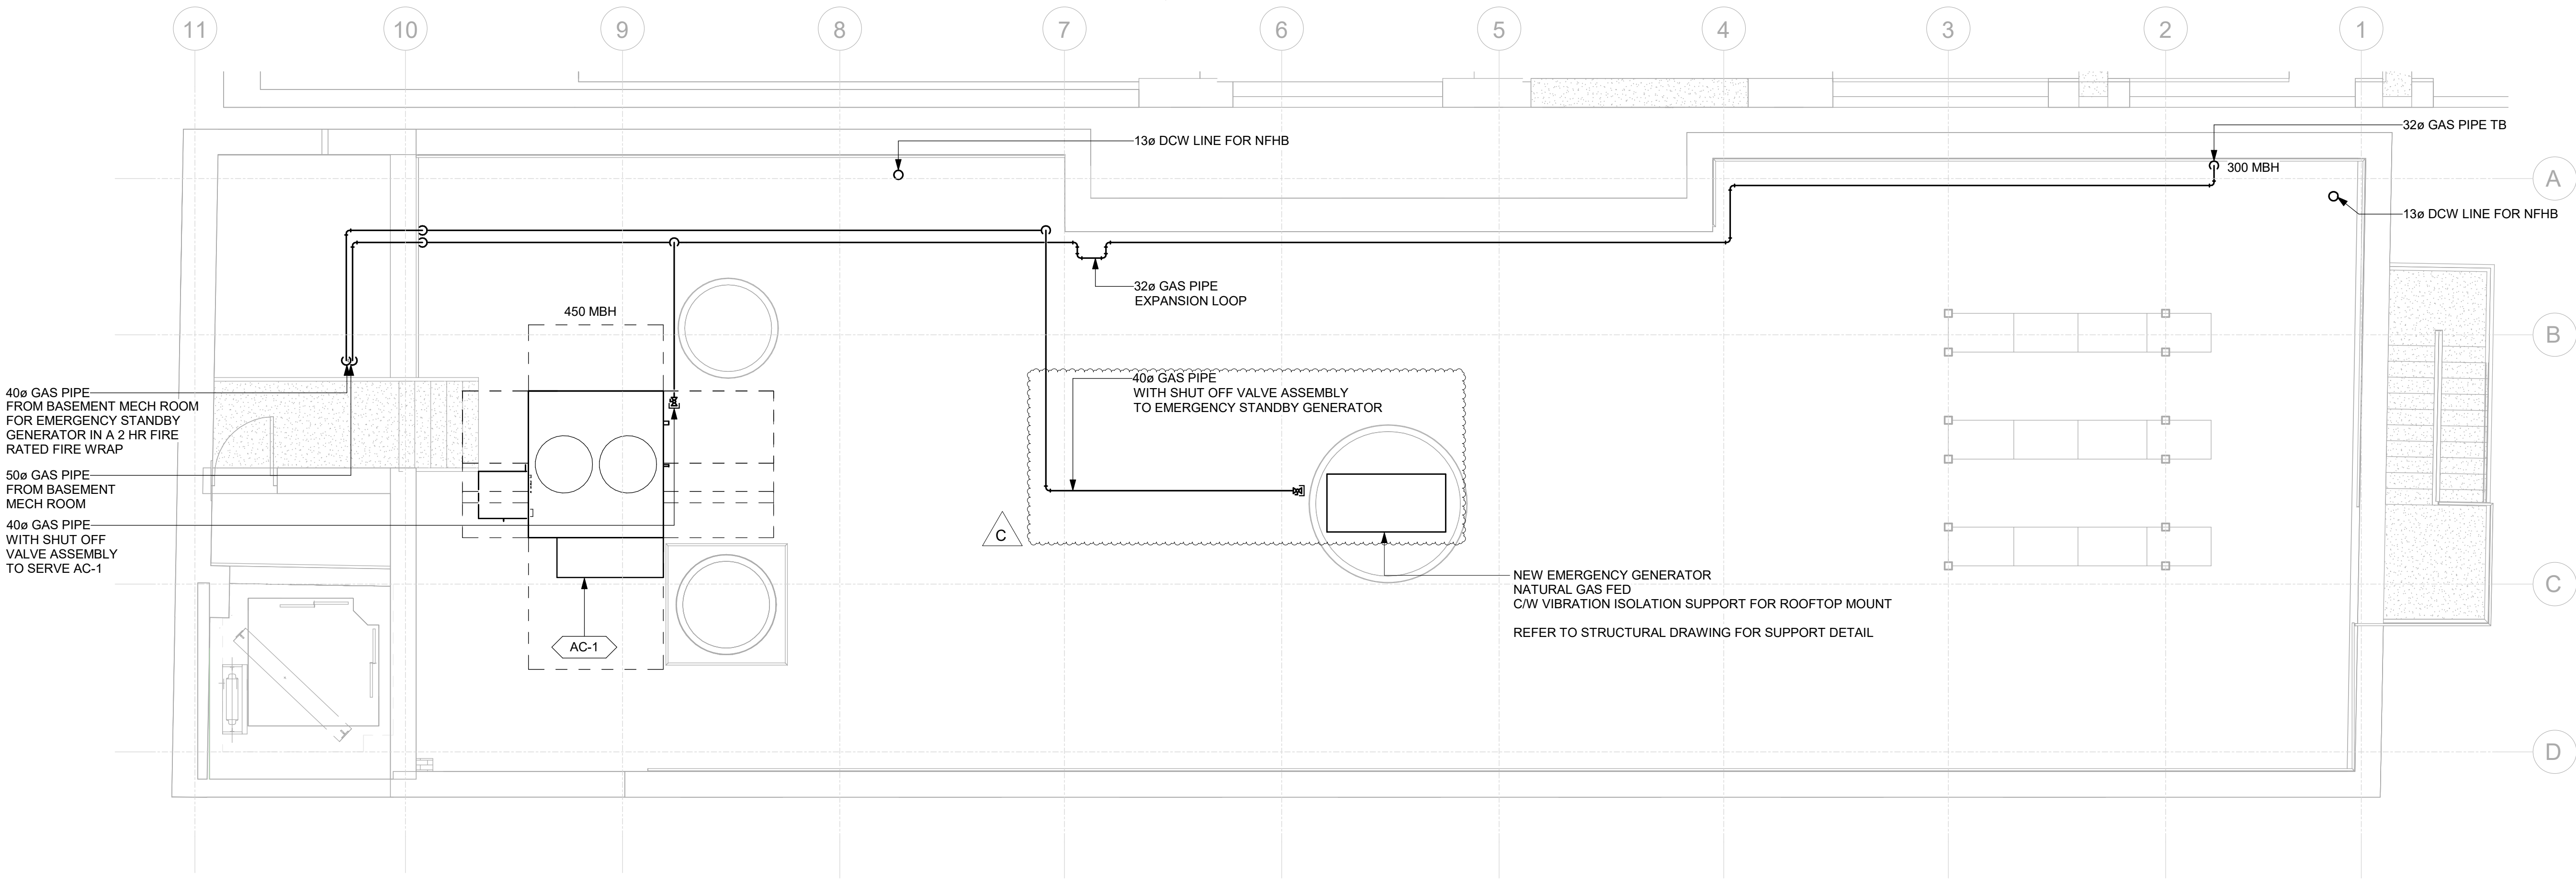 11
10
9
8
7
6
5
4
3
2
1
13ø DCW LINE FOR NFHB
32ø GAS PIPE TB
300 MBH
A
13ø DCW LINE FOR NFHB
32ø GAS PIPE
EXPANSION LOOP
450 MBH
B
40ø GAS PIPE
WITH SHUT OFF VALVE ASSEMBLY
TO EMERGENCY STANDBY GENERATOR
40ø GAS PIPE
FROM BASEMENT MECH ROOM
FOR EMERGENCY STANDBY
GENERATOR IN A 2 HR FIRE
RATED FIRE WRAP
50ø GAS PIPE
FROM BASEMENT
MECH ROOM
40ø GAS PIPE
WITH SHUT OFF
VALVE ASSEMBLY
TO SERVE AC-1
C
NEW EMERGENCY GENERATOR
NATURAL GAS FED
C/W VIBRATION ISOLATION SUPPORT FOR ROOFTOP MOUNT
REFER TO STRUCTURAL DRAWING FOR SUPPORT DETAIL
C
AC-1
D